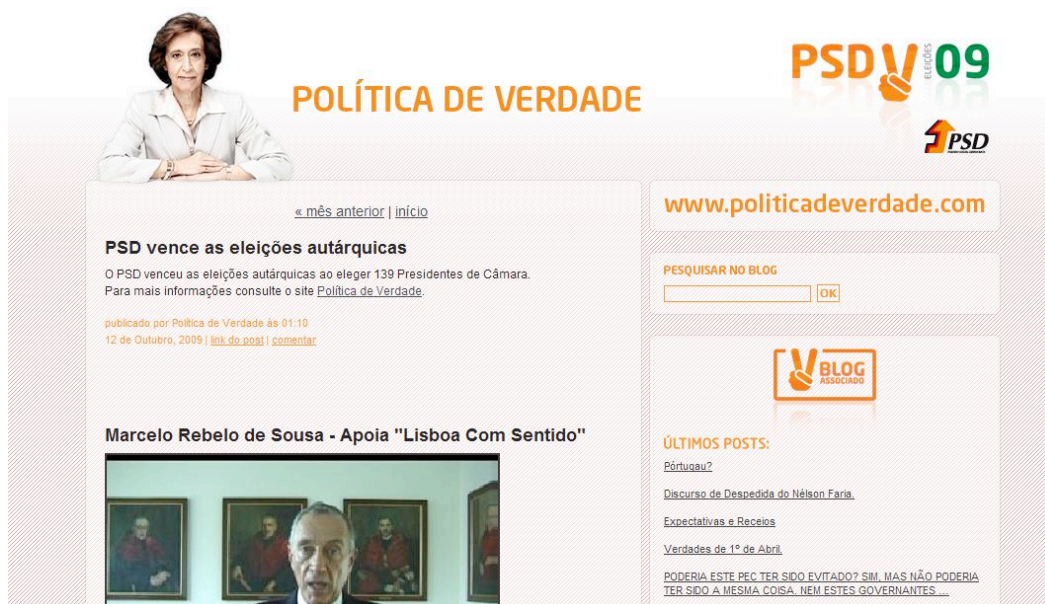 POLÍTICA DE VERDADE
PSD V ELEIÇÕES 09
PSD
« mês anterior | início
PSD vence as eleições autárquicas
O PSD venceu as eleições autárquicas ao eleger 139 Presidentes de Câmara.
Para mais informações consulte o site Política de Verdade.
publicado por Política de Verdade às 01:10
12 de Outubro, 2009 | link do post | comentar
Marcelo Rebelo de Sousa - Apoia "Lisboa Com Sentido"
www.politicadeverdade.com
PESQUISAR NO BLOG
OK
BLOG
ASSOCIADO
ÚLTIMOS POSTS:
Pórtugau?
Discurso de Despedida do Nélson Faria.
Expectativas e Receios
Verdades de 1º de Abril.
PODERIA ESTE PEC TER SIDO EVITADO? SIM, MAS NÃO PODERIA
TER SIDO A MESMA COISA. NEM ESTES GOVERNANTES ...